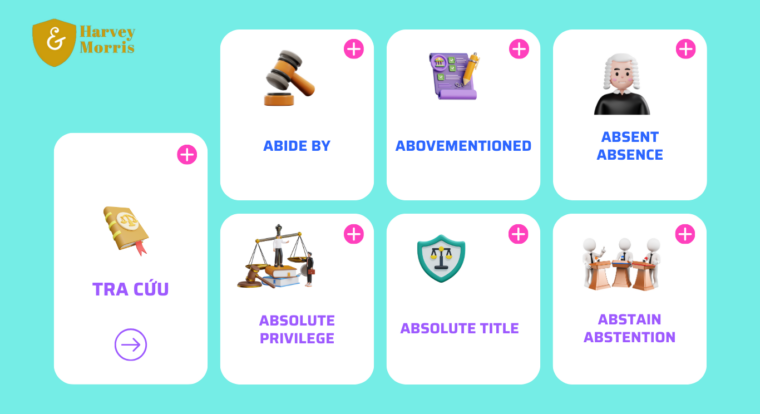 &
Harvey
Morris
ABIDE BY
ABOVEMENTIONED
ABSENT
ABSENCE
TRA CỨU
ABSOLUTE
PRIVILEGE
ABSOLUTE TITLE
ABSTAIN
ABSTENTION